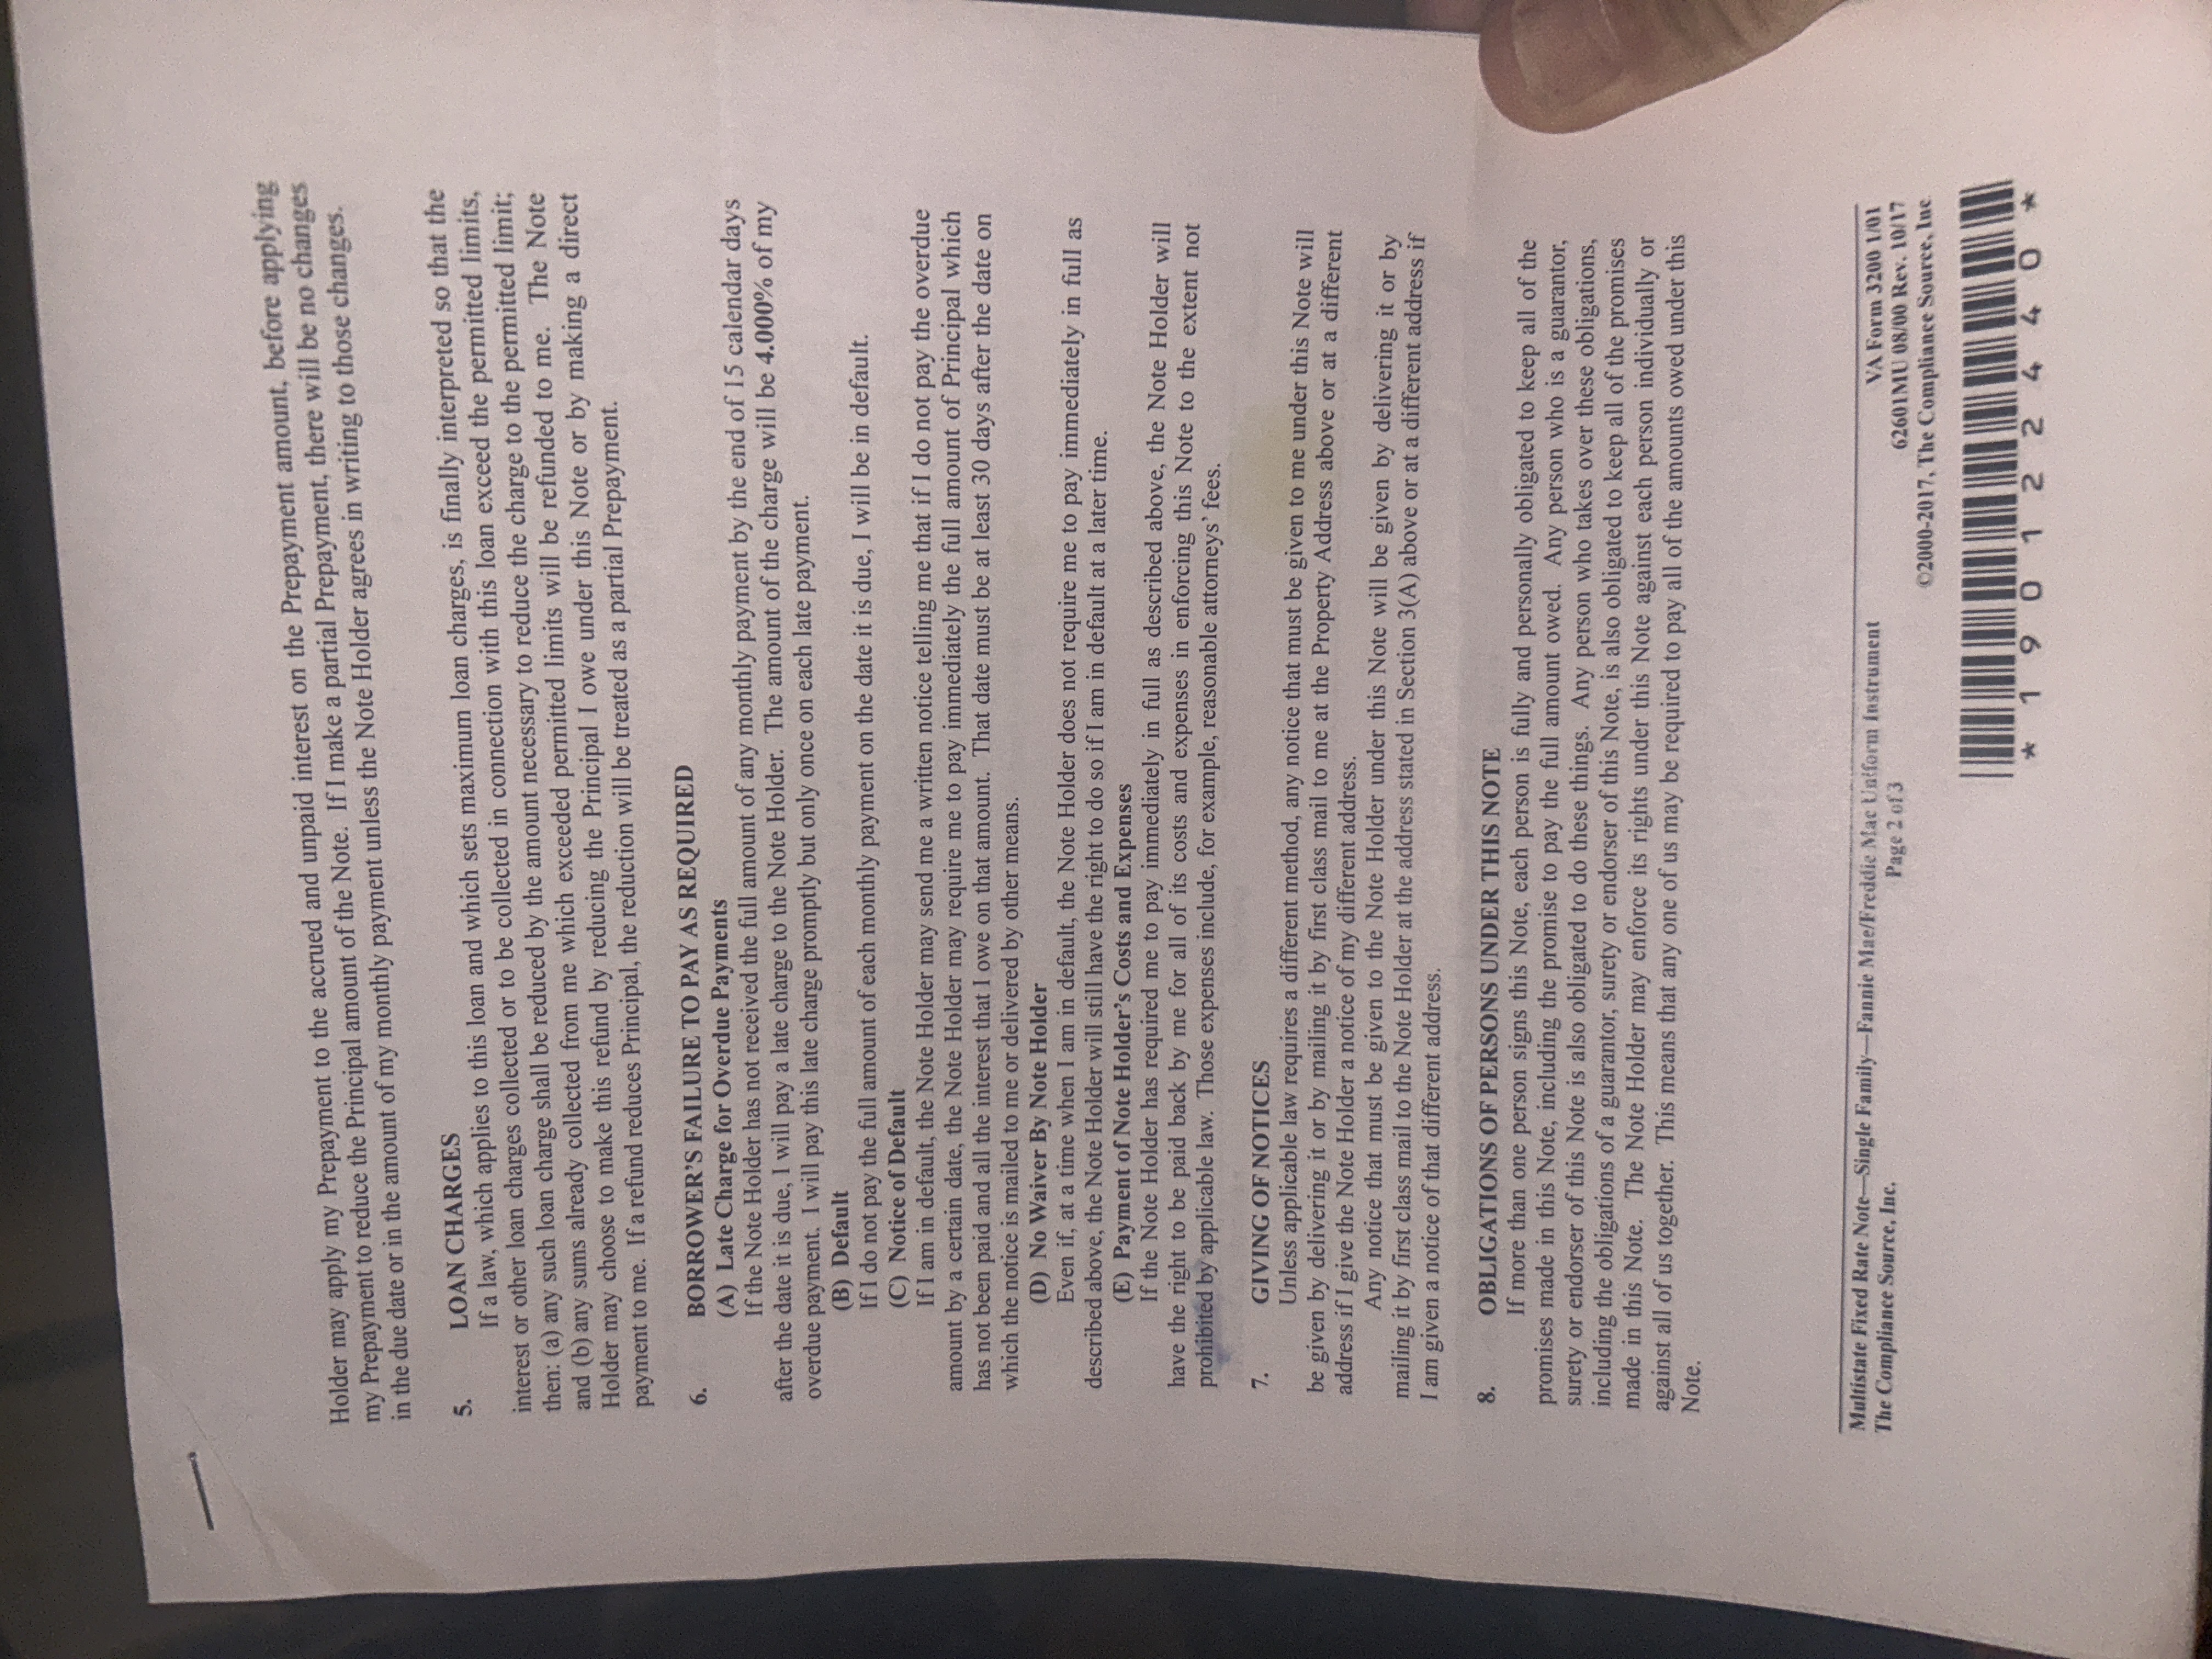 Holder may apply my Prepayment to the accrued and unpaid interest on the Prepayment amount, before applying
my Prepayment to reduce the Principal amount of the Note. If I make a partial Prepayment, there will be no changes
in the due date or in the amount of my monthly payment unless the Note Holder agrees in writing to those changes.
5. LOAN CHARGES
If a law, which applies to this loan and which sets maximum loan charges, is finally interpreted so that the
interest or other loan charges collected or to be collected in connection with this loan exceed the permitted limits,
then: (a) any such loan charge shall be reduced by the amount necessary to reduce the charge to the permitted limit;
and (b) any sums already collected from me which exceeded permitted limits will be refunded to me. The Note
Holder may choose to make this refund by reducing the Principal I owe under this Note or by making a direct
payment to me. If a refund reduces Principal, the reduction will be treated as a partial Prepayment.
6. BORROWER'S FAILURE TO PAY AS REQUIRED
(A) Late Charge for Overdue Payments
If the Note Holder has not received the full amount of any monthly payment by the end of 15 calendar days
after the date it is due, I will pay a late charge to the Note Holder. The amount of the charge will be 4.000% of my
overdue payment. I will pay this late charge promptly but only once on each late payment.
(B) Default
If I do not pay the full amount of each monthly payment on the date it is due, I will be in default.
(C) Notice of Default
If I am in default, the Note Holder may send me a written notice telling me that if I do not pay the overdue
amount by a certain date, the Note Holder may require me to pay immediately the full amount of Principal which
has not been paid and all the interest that I owe on that amount. That date must be at least 30 days after the date on
which the notice is mailed to me or delivered by other means.
(D) No Waiver By Note Holder
Even if, at a time when I am in default, the Note Holder does not require me to pay immediately in full as
described above, the Note Holder will still have the right to do so if I am in default at a later time.
(E) Payment of Note Holder's Costs and Expenses
If the Note Holder has required me to pay immediately in full as described above, the Note Holder will
have the right to be paid back by me for all of its costs and expenses in enforcing this Note to the extent not
prohibited by applicable law. Those expenses include, for example, reasonable attorneys' fees.
7. GIVING OF NOTICES
Unless applicable law requires a different method, any notice that must be given to me under this Note will
be given by delivering it or by mailing it by first class mail to me at the Property Address above or at a different
address if I give the Note Holder a notice of my different address.
Any notice that must be given to the Note Holder under this Note will be given by delivering it or by
mailing it by first class mail to the Note Holder at the address stated in Section 3(A) above or at a different address if
I am given a notice of that different address.
8. OBLIGATIONS OF PERSONS UNDER THIS NOTE
If more than one person signs this Note, each person is fully and personally obligated to keep all of the
promises made in this Note, including the promise to pay the full amount owed. Any person who is a guarantor,
surety or endorser of this Note is also obligated to do these things. Any person who takes over these obligations,
including the obligations of a guarantor, surety or endorser of this Note, is also obligated to keep all of the promises
made in this Note. The Note Holder may enforce its rights under this Note against each person individually or
against all of us together. This means that any one of us may be required to pay all of the amounts owed under this
Note.
Multistate Fixed Rate Note—Single Family—Fannie Mae/Freddie Mac Uniform Instrument
The Compliance Source, Inc.
Page 2 of 3
VA Form 3200 1/01
62601MU 08/00 Rev. 10/17
©2000-2017, The Compliance Source, Inc
* 1 9 0 1 2 2 4 4 0 *